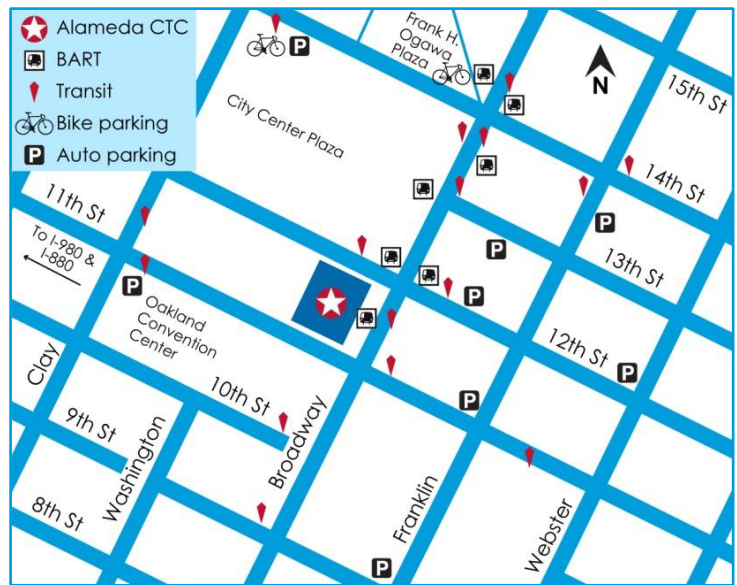 Alameda CTC
BART
Transit
Bike parking
P Auto parking
Frank H.
Ogawa
Plaza
P
N
15th St
City Center Plaza
14th St
11th St
P
13th St
To I-980 &
I-880
P
P
P
Oakland
Convention
Center
12th St
P
Clay
10th St
P
9th St
Washington
Broadway
Franklin
Webster
8th St
P